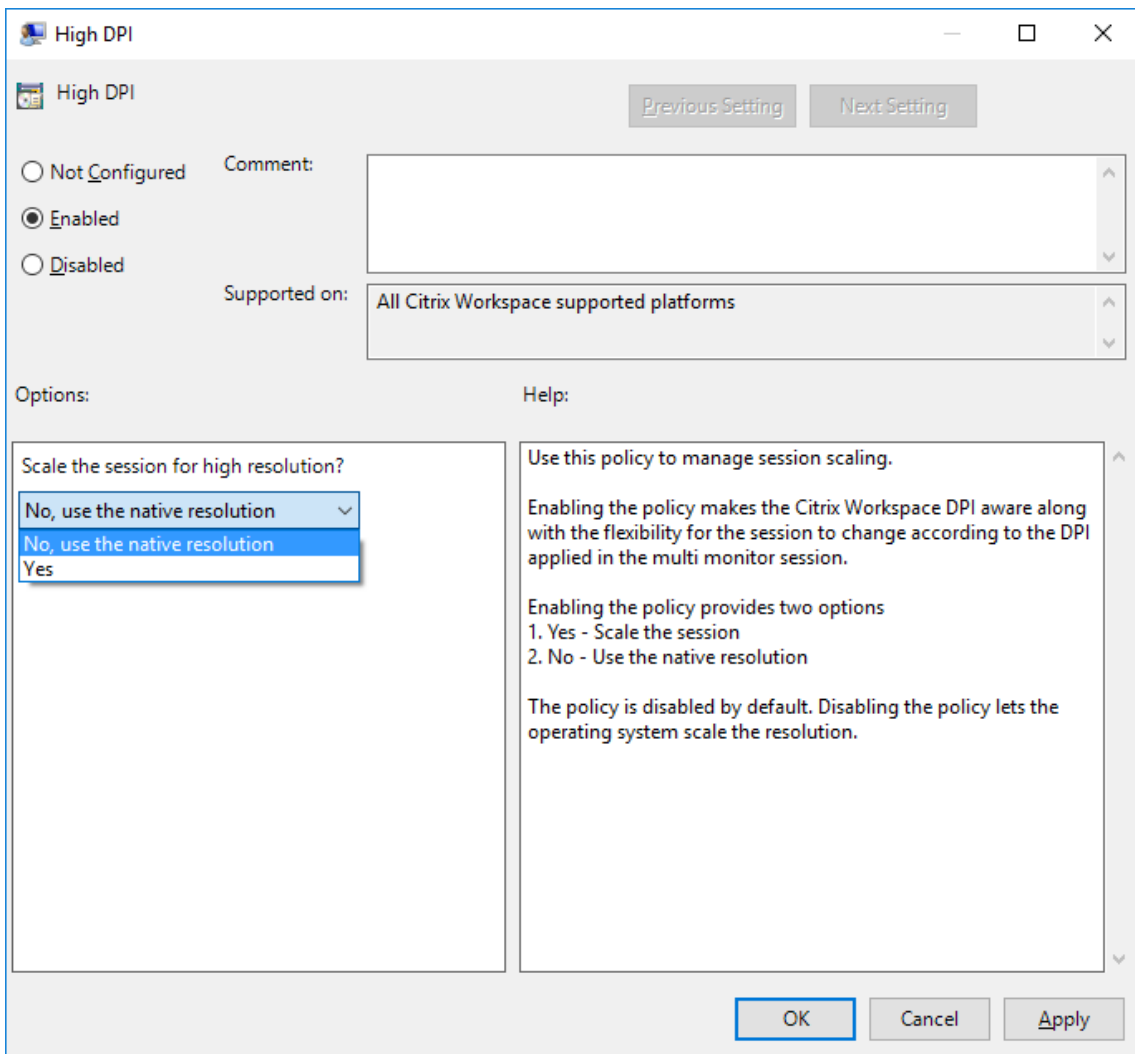 High DPI
High DPI
Previous Setting
Next Setting
Not Configured
Enabled
Disabled
Comment:
Supported on:
All Citrix Workspace supported platforms
Options:
Help:
Scale the session for high resolution?
No, use the native resolution
No, use the native resolution
Yes
Use this policy to manage session scaling.
Enabling the policy makes the Citrix Workspace DPI aware along
with the flexibility for the session to change according to the DPI
applied in the multi monitor session.
Enabling the policy provides two options
1. Yes - Scale the session
2. No - Use the native resolution
The policy is disabled by default. Disabling the policy lets the
operating system scale the resolution.
OK
Cancel
Apply